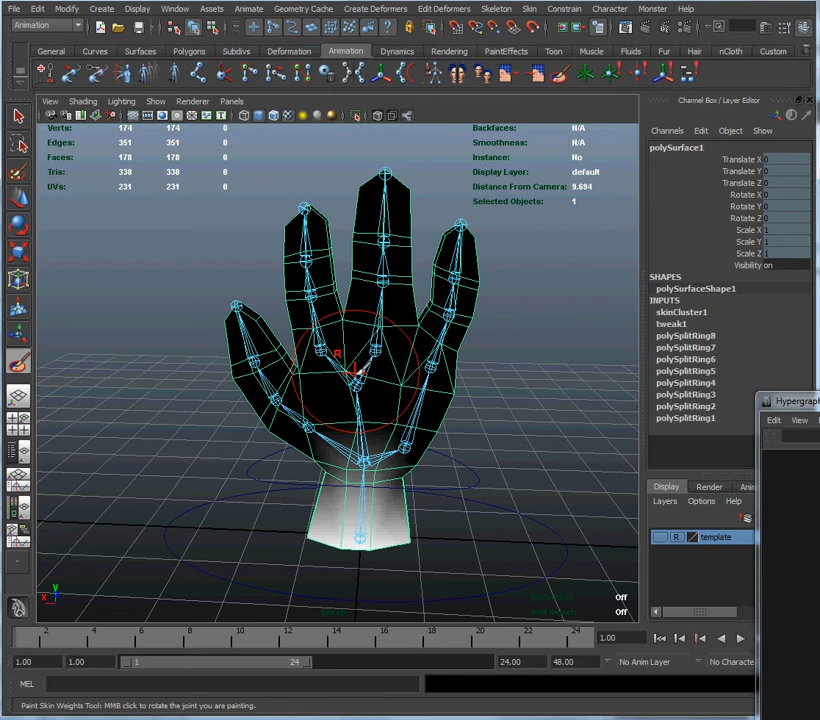 File Edit Modify Create Display Window Assets Animate Geometry Cache Create Deformers Edit Deformers Skeleton Skin Constrain Character Muscle Help
Animation
General Curves Surfaces Polygons Subdivs Deformation Animation Dynamics Rendering PaintEffects Toon Muscle Fluids Fur Hair nCloth Custom
View Shading Lighting Show Renderer Panels
Channel Box / Layer Editor
Channels Edit Object Show
Verts: 174 174 0
Edges: 351 351 0
Faces: 178 178 0
Tris: 338 338 0
UVs: 231 231 0
Backfaces: N/A
Smoothness: N/A
Instance: No
Display Layer: default
Distance From Camera: 9.694
Selected Objects: 1
polySurface1
Translate X 0
Translate Y 0
Translate Z 0
Rotate X 0
Rotate Y 0
Rotate Z 0
Scale X 1
Scale Y 1
Scale Z 1
Visibility on
SHAPES
polySurfaceShape1
INPUTS
skinCluster1
tweak1
polySplitRing8
polySplitRing7
polySplitRing6
polySplitRing5
polySplitRing4
polySplitRing3
polySplitRing2
polySplitRing1
R
Hypergraph
Edit View
Display Render Anim
Layers Options Help
R template
Off
Soft Select: Off
persp
y
x
2 4 6 8 10 12 14 16 18 20 22 24
1.00
1.00 1.00 1 24 24.00 48.00 No Anim Layer No Characte
MEL
Paint Skin Weights Tool: MMB click to rotate the joint you are painting.